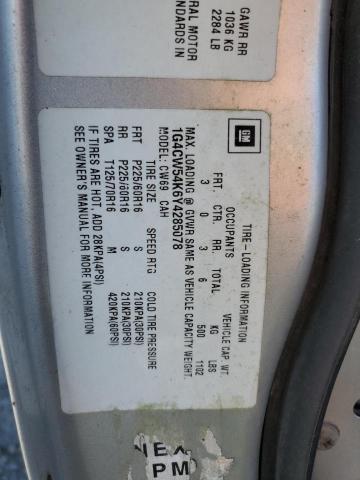 GAWR RR
1036 KG
2284 LB
RAL MOTOR
ANDARDS IN
GM
TIRE-LOADING INFORMATION
OCCUPANTS VEHICLE CAP. WT.
FRT. CTR. RR. TOTAL KG LBS
3 0 3 6 500 1102
MAX. LOADING @ GVWR SAME AS VEHICLE CAPACITY WEIGHT.
1G4CW54K6Y4285078
MODEL: CW69 CAH
TIRE SIZE SPEED RTG COLD TIRE PRESSURE
FRT P225/60R16 S 210KPA(30PSI)
RR P225/60R16 S 210KPA(30PSI)
SPA T125/70R16 M 420KPA(60PSI)
IF TIRES ARE HOT, ADD 28KPA(4PSI)
SEE OWNER'S MANUAL FOR MORE INFORMATION
NEX
PM